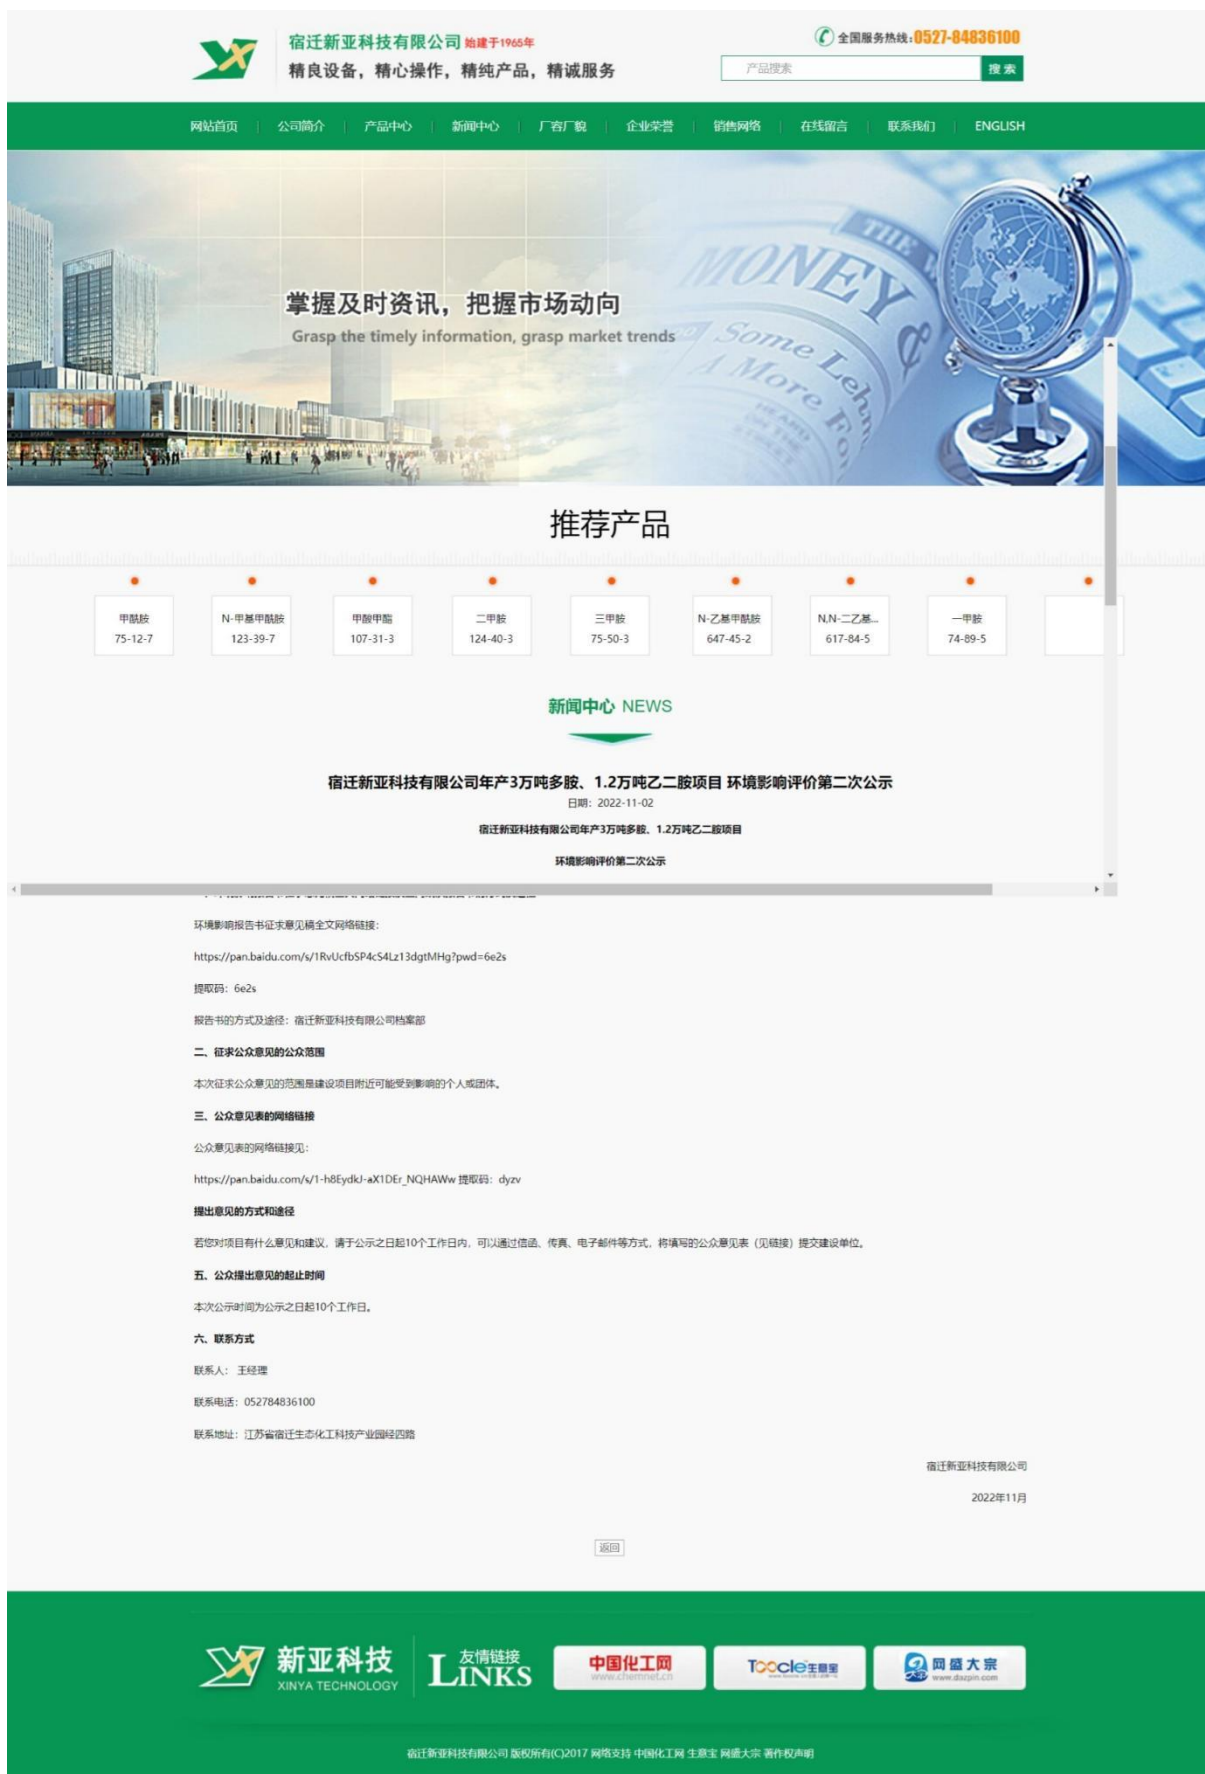 宿迁新亚科技有限公司 始建于1965年
精良设备，精心操作，精纯产品，精诚服务
全国服务热线:0527-84836100
产品搜索 搜 索
网站首页 公司简介 产品中心 新闻中心 厂容厂貌 企业荣誉 销售网络 在线留言 联系我们 ENGLISH
THE
MONEY &
Some
A More
掌握及时资讯，把握市场动向
Grasp the timely information, grasp market trends
推荐产品
甲酰胺 N-甲基甲酰胺 甲酸甲酯 二甲胺 三甲胺 N-乙基甲酰胺 N,N-二乙基... 一甲胺
75-12-7 123-39-7 107-31-3 124-40-3 75-50-3 647-45-2 617-84-5 74-89-5
新闻中心 NEWS
宿迁新亚科技有限公司年产3万吨多胺、1.2万吨乙二胺项目 环境影响评价第二次公示
日期：2022-11-02
宿迁新亚科技有限公司年产3万吨多胺、1.2万吨乙二胺项目
环境影响评价第二次公示
环境影响报告书征求意见稿全文网络链接：
https://pan.baidu.com/s/1RvUcfbSP4cS4Lz13dgtMHg?pwd=6e2s
提取码：6e2s
报告书的方式及途径：宿迁新亚科技有限公司档案部
二、征求公众意见的公众范围
本次征求公众意见的范围是建设项目附近可能受到影响的个人或团体。
三、公众意见表的网络链接
公众意见表的网络链接见：
https://pan.baidu.com/s/1-h8EydkJ-aX1DEr_NQHAWw 提取码：dyzv
提出意见的方式和途径
若您对项目有什么意见和建议，请于公示之日起10个工作日内，可以通过信函、传真、电子邮件等方式，将填写的公众意见表（见链接）提交建设单位。
五、公众提出意见的起止时间
本次公示时间为公示之日起10个工作日。
六、联系方式
联系人： 王经理
联系电话：052784836100
联系地址：江苏省宿迁生态化工科技产业园经四路
宿迁新亚科技有限公司
2022年11月
返回
新亚科技
XINYA TECHNOLOGY
友情链接
LINKS
中国化工网
www.chemnet.cn
Toocle生意宝
网盛大宗
www.dazpin.com
宿迁新亚科技有限公司 版权所有(C)2017 网络支持 中国化工网 生意宝 网盛大宗 著作权声明